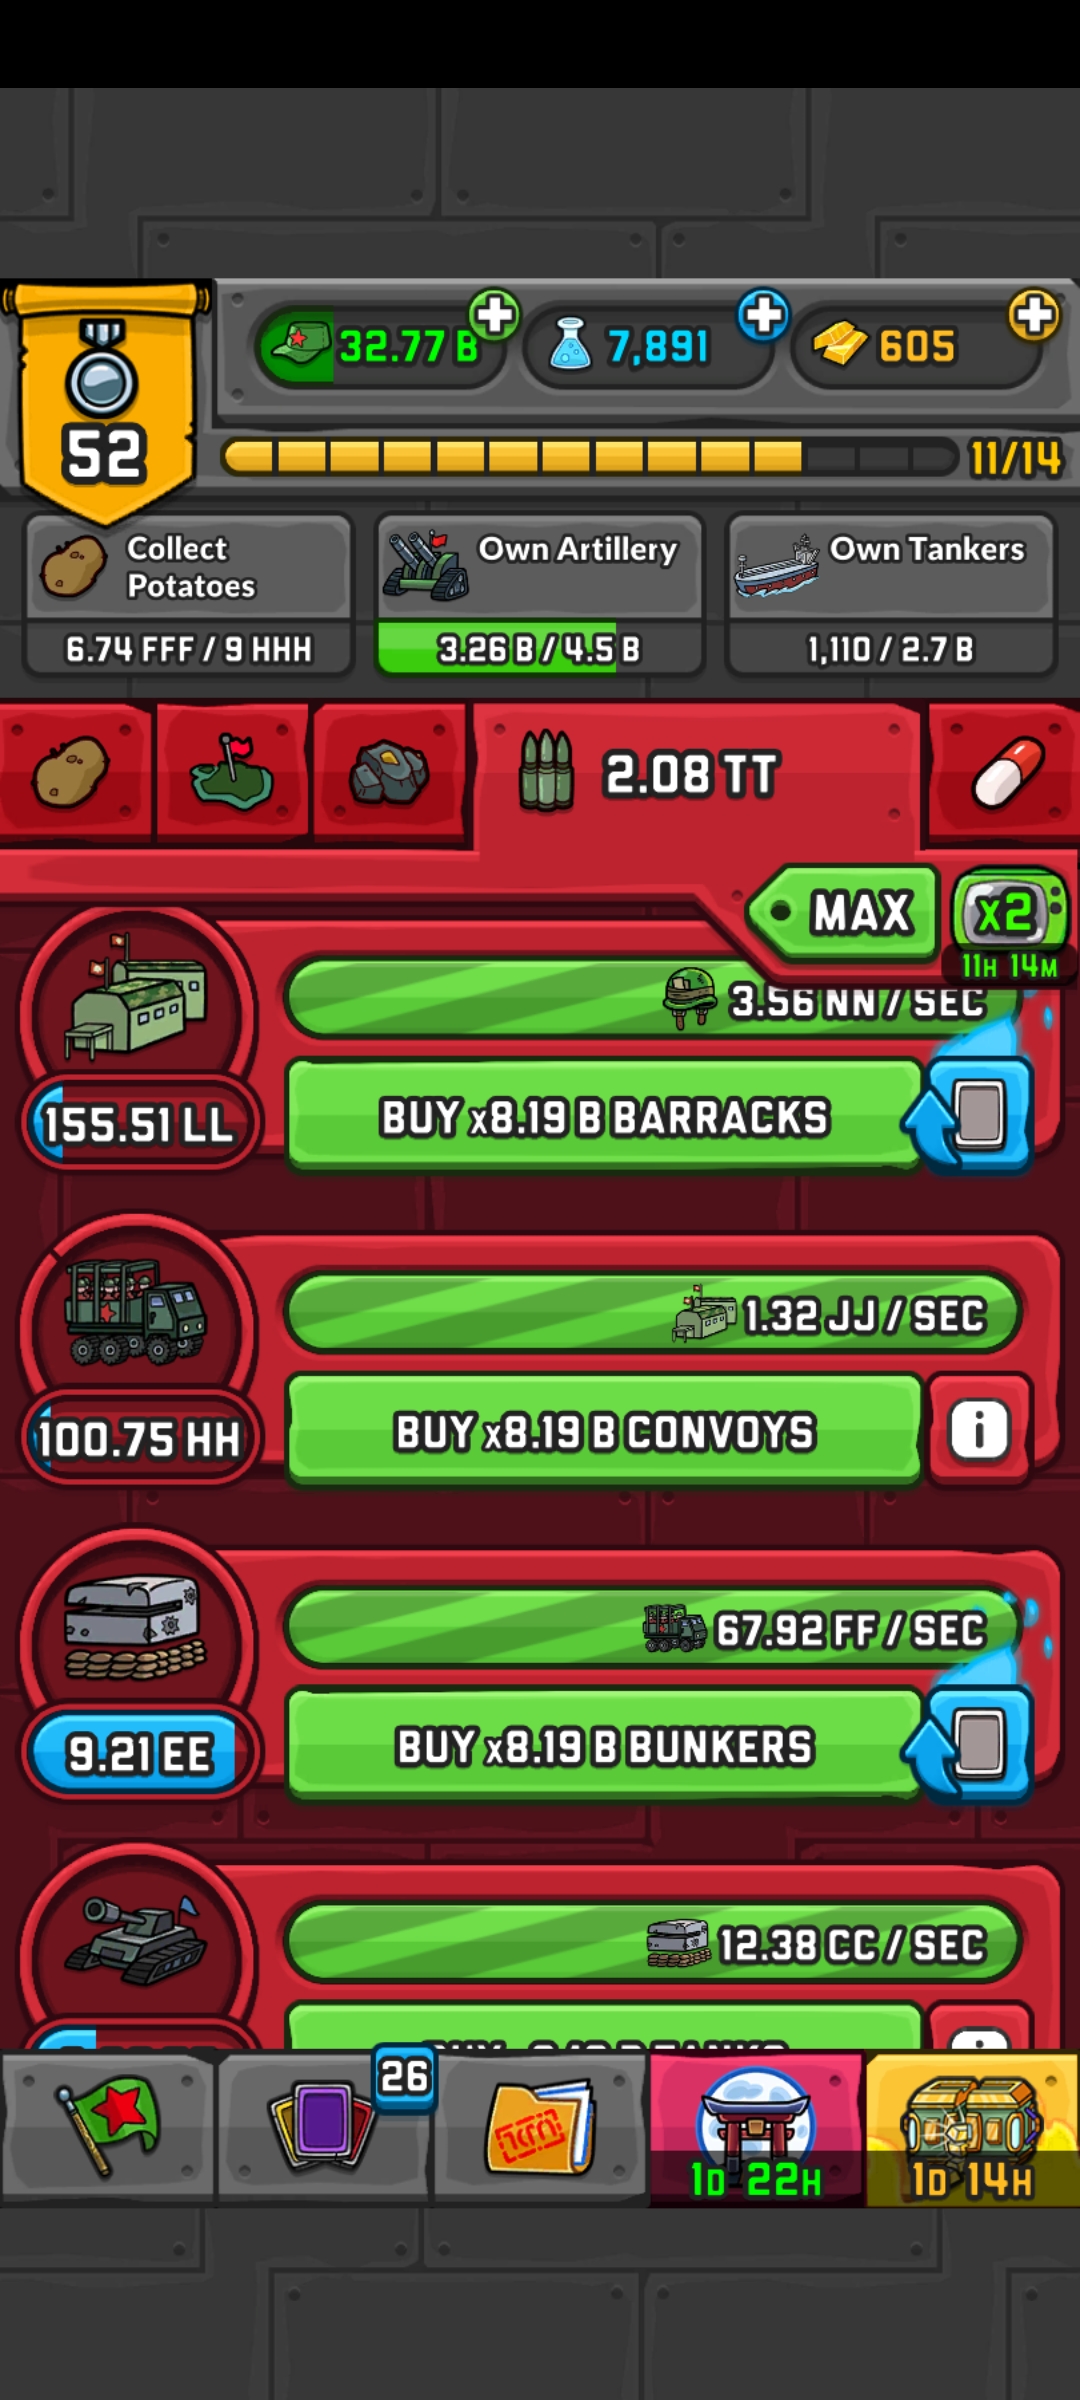 32.77 B
7,891
605
52
11/14
Collect
Potatoes
Own Artillery
Own Tankers
6.74 FFF / 9 HHH
3.26 B / 4.5 B
1,110 / 2.7 B
2.08 TT
MAX
x2
11H 14M
3.56 NN / SEC
155.51 LL
BUY x8.19 B BARRACKS
1.32 JJ / SEC
100.75 HH
BUY x8.19 B CONVOYS
i
67.92 FF / SEC
9.21 EE
BUY x8.19 B BUNKERS
12.38 CC / SEC
26
1D 22H
1D 14H